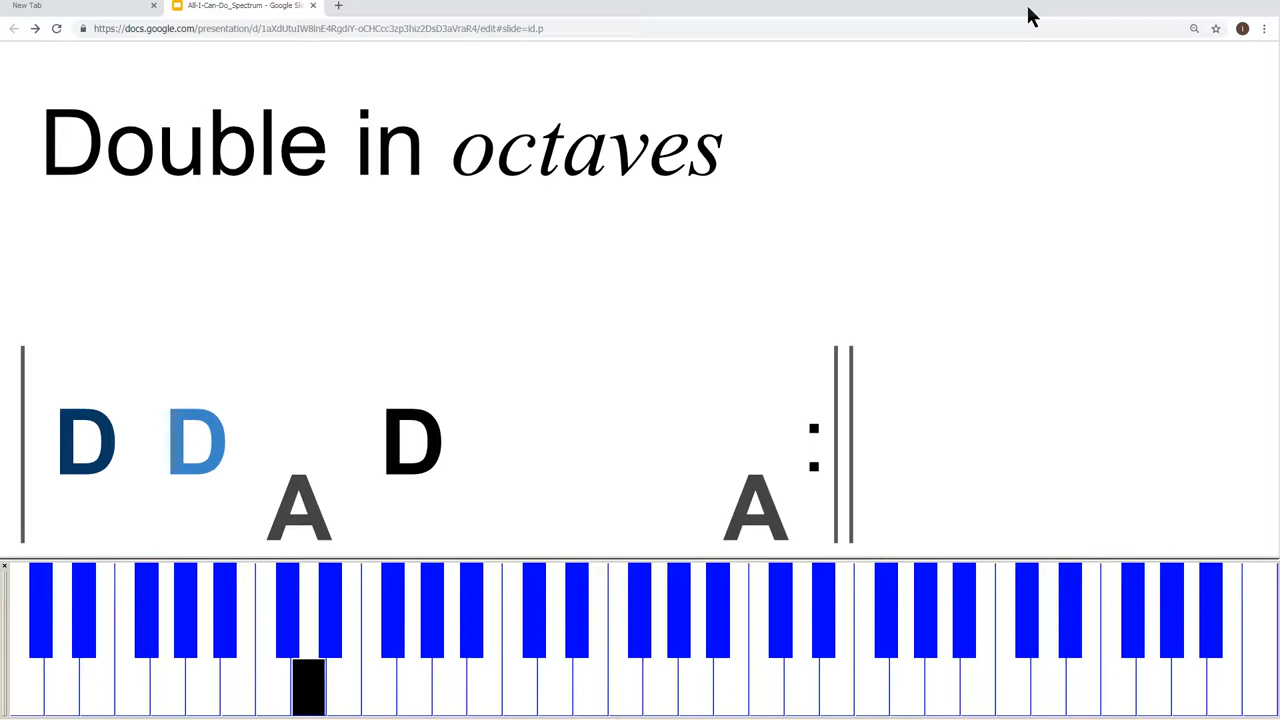 New Tab
All-I-Can-Do_Spectrum - Google Sli
https://docs.google.com/presentation/d/1aXdUtuIW8lnE4RgdiY-oCHCcc3zp3hiz2DsD3aVraR4/edit#slide=id.p
Double in octaves
D D A D A :